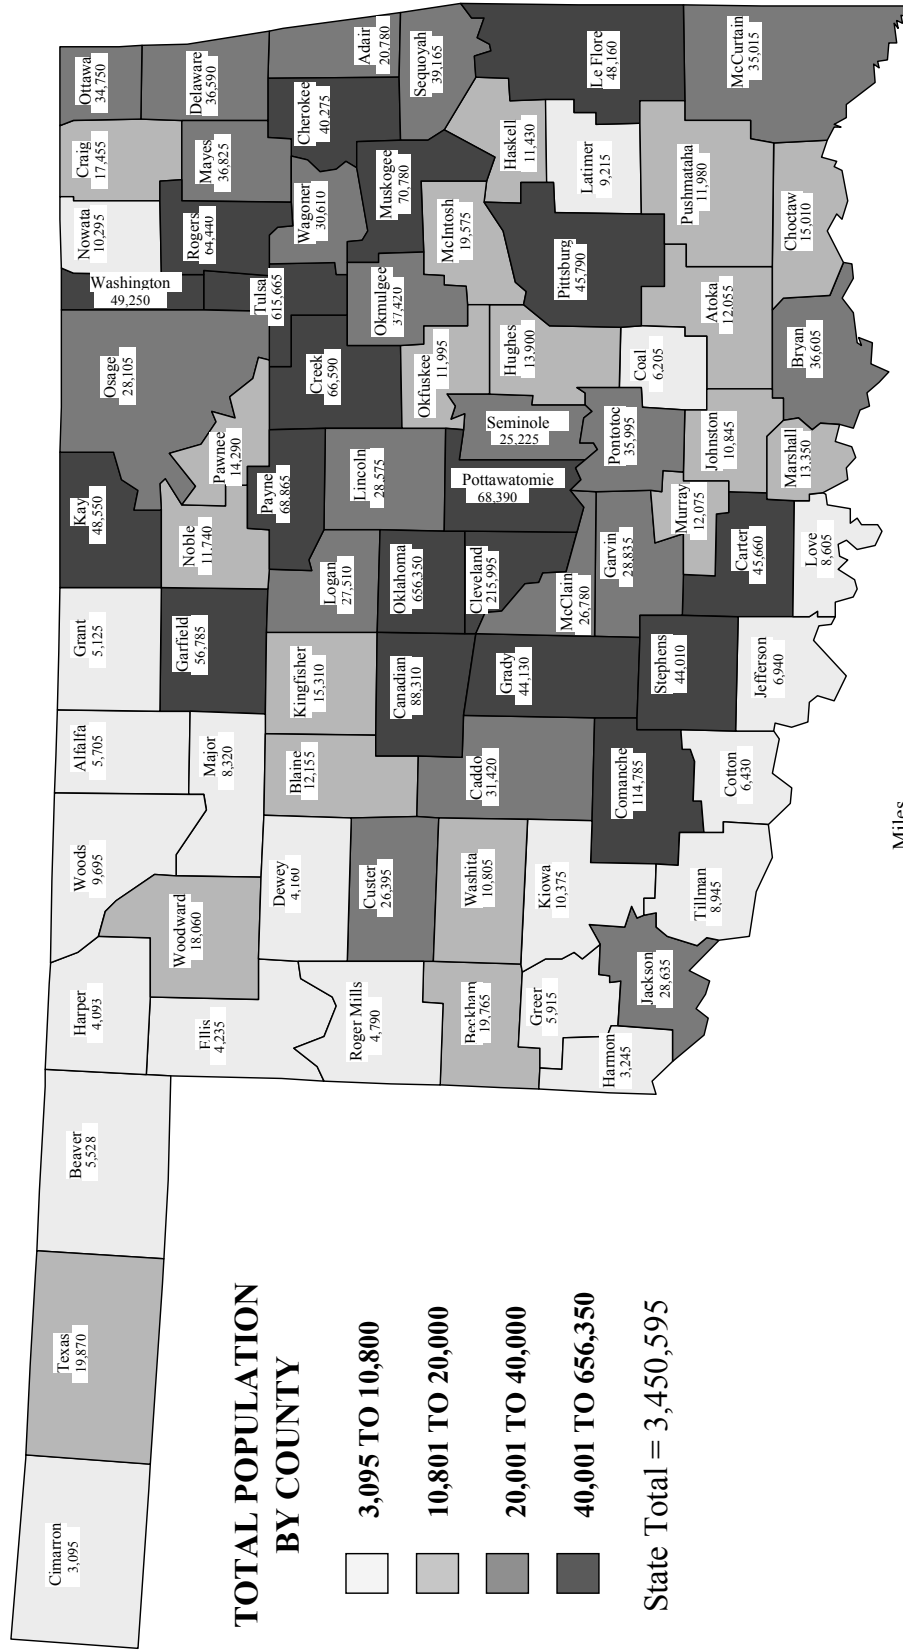 Cimarron
3,095
Texas
19,870
Beaver
5,528
Harper
4,093
Woods
9,695
Alfalfa
5,705
Grant
5,125
Kay
48,550
Osage
28,105
Washington
49,250
Nowata
10,295
Craig
17,455
Ottawa
34,750
Delaware
36,590
Mayes
36,825
Rogers
64,440
Pawnee
14,290
Noble
11,740
Garfield
56,785
Major
8,320
Woodward
18,060
Ellis
4,235
Dewey
4,160
Blaine
12,155
Kingfisher
15,310
Logan
27,510
Payne
68,865
Creek
66,590
Tulsa
615,665
Wagoner
30,610
Cherokee
40,275
Adair
20,780
Sequoyah
39,165
Muskogee
70,780
Okmulgee
37,420
Okfuskee
11,995
Lincoln
28,575
Oklahoma
656,350
Canadian
88,310
Custer
26,395
Roger Mills
4,790
Beckham
19,765
Washita
10,805
Caddo
31,420
Grady
44,130
Cleveland
215,995
McClain
26,780
Pottawatomie
68,390
Seminole
25,225
Hughes
13,900
McIntosh
19,575
Haskell
11,430
Le Flore
48,160
Latimer
9,215
Pittsburg
45,790
Coal
6,205
Pontotoc
35,995
Garvin
28,835
Stephens
44,010
Comanche
114,785
Kiowa
10,375
Greer
5,915
Harmon
3,245
Jackson
28,635
Tillman
8,945
Cotton
6,430
Jefferson
6,940
Carter
45,660
Murray
12,075
Johnston
10,845
Atoka
12,055
Pushmataha
11,980
McCurtain
35,015
Choctaw
15,010
Bryan
36,605
Marshall
13,350
Love
8,605
TOTAL POPULATION
BY COUNTY
3,095 TO 10,800
10,801 TO 20,000
20,001 TO 40,000
40,001 TO 656,350
State Total = 3,450,595
Miles